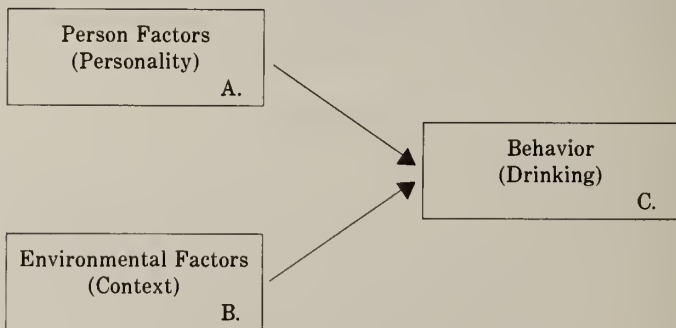 Person Factors
(Personality)
A.
Behavior
(Drinking)
C.
Environmental Factors
(Context)
B.